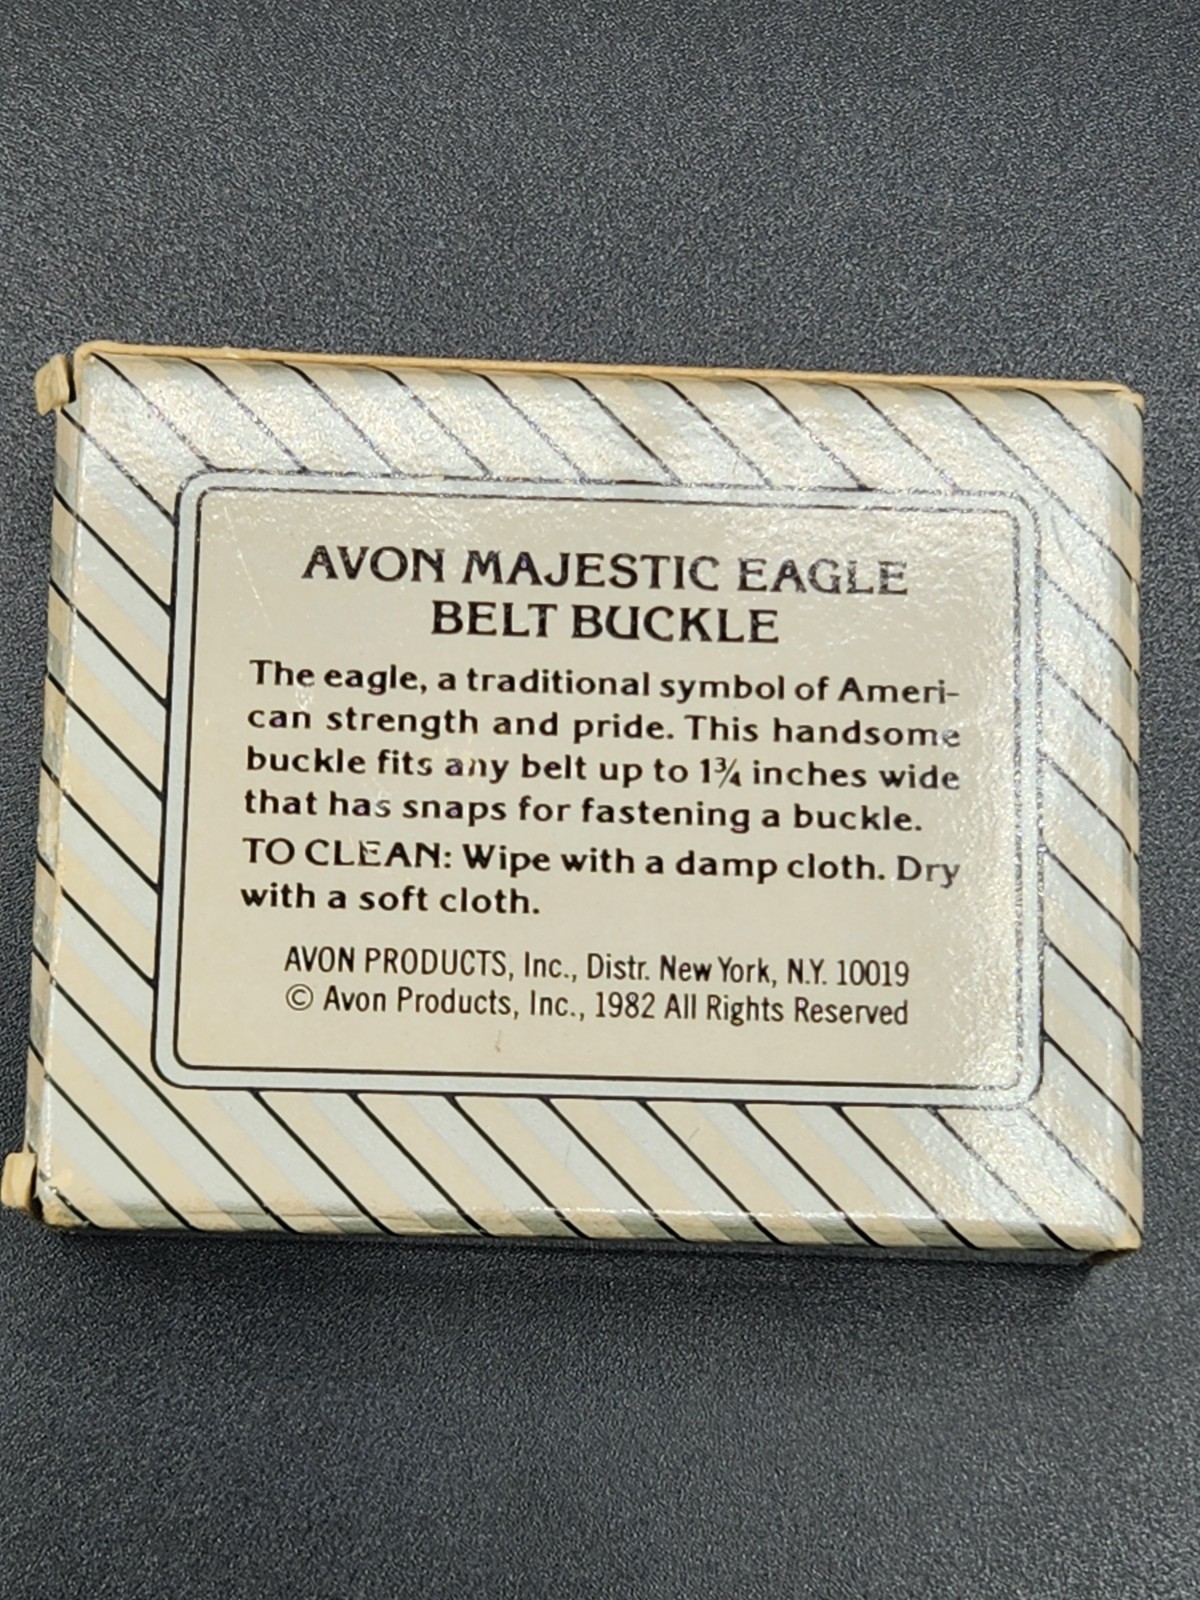 AVON MAJESTIC EAGLE
BELT BUCKLE
The eagle, a traditional symbol of Ameri-
can strength and pride. This handsome
buckle fits any belt up to 1¾ inches wide
that has snaps for fastening a buckle.
TO CLEAN: Wipe with a damp cloth. Dry
with a soft cloth.
AVON PRODUCTS, Inc., Distr. New York, N.Y. 10019
© Avon Products, Inc., 1982 All Rights Reserved